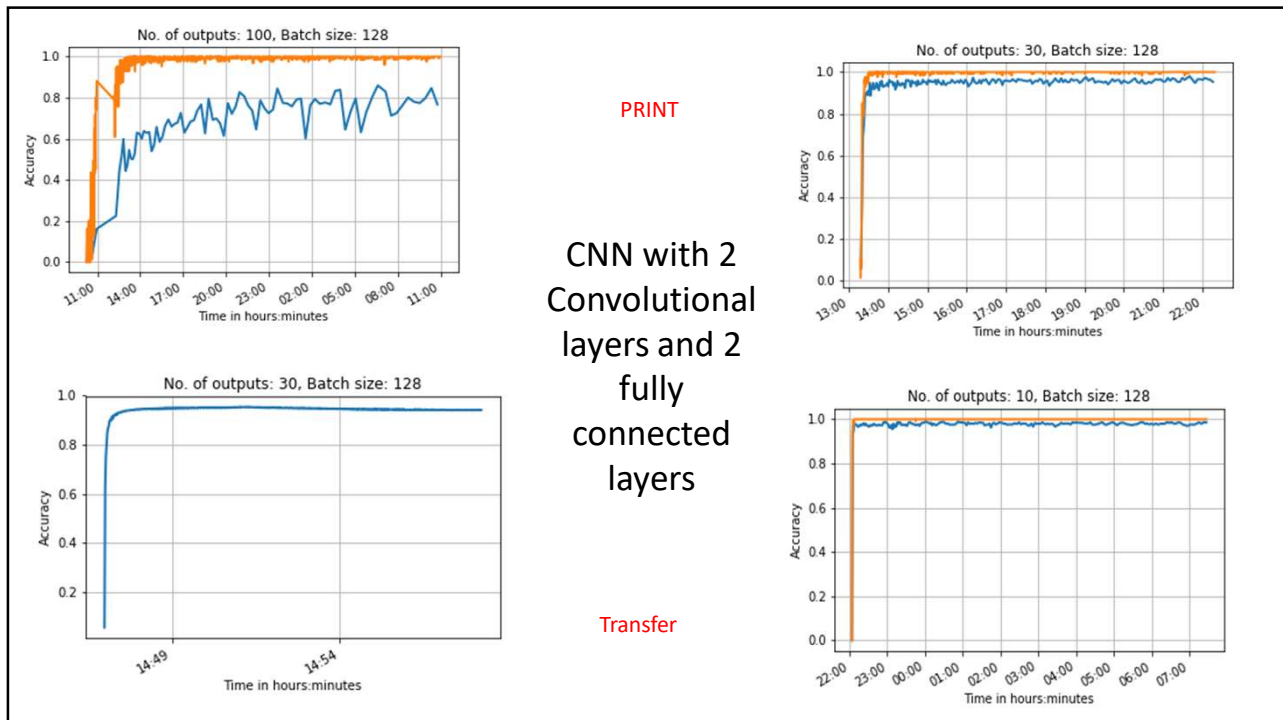 No. of outputs: 100, Batch size: 128
1.0
0.8
0.6
0.4
0.2
0.0
Accuracy
11:00 14:00 17:00 20:00 23:00 02:00 05:00 08:00 11:00
Time in hours:minutes
PRINT
No. of outputs: 30, Batch size: 128
1.0
0.8
0.6
0.4
0.2
0.0
Accuracy
13:00 14:00 15:00 16:00 17:00 18:00 19:00 20:00 21:00 22:00
Time in hours:minutes
CNN with 2
Convolutional
layers and 2
fully
connected
layers
No. of outputs: 30, Batch size: 128
1.0
0.8
0.6
0.4
0.2
Accuracy
14:49 14:54
Time in hours:minutes
Transfer
No. of outputs: 10, Batch size: 128
1.0
0.8
0.6
0.4
0.2
0.0
Accuracy
22:00 23:00 00:00 01:00 02:00 03:00 04:00 05:00 06:00 07:00
Time in hours:minutes